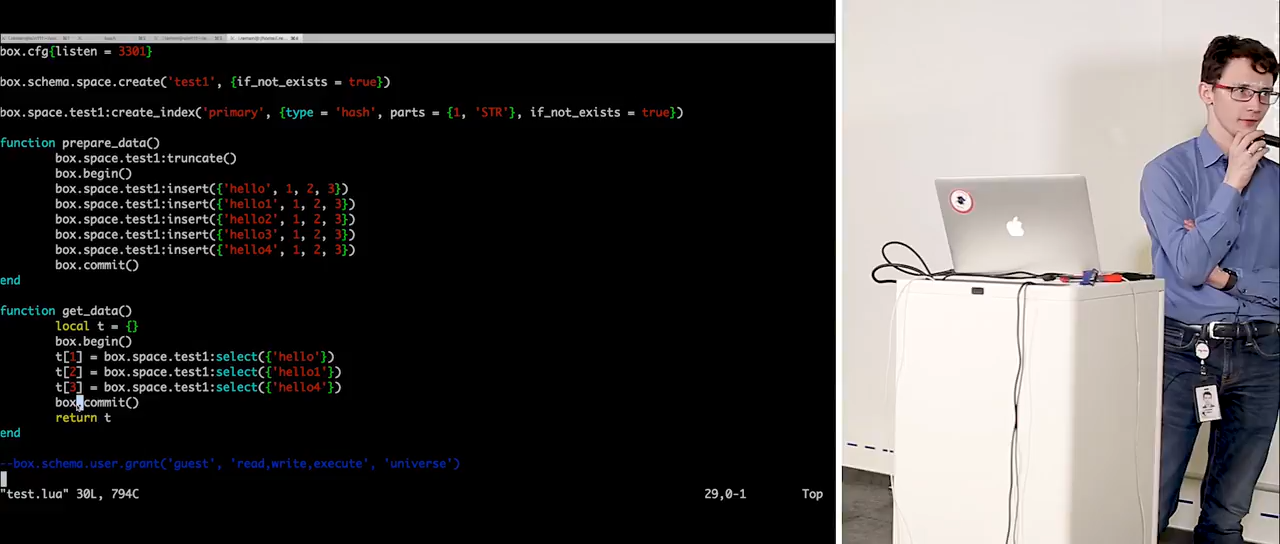 box.cfg{listen = 3301}
box.schema.space.create('test1', {if_not_exists = true})
box.space.test1:create_index('primary', {type = 'hash', parts = {1, 'STR'}, if_not_exists = true})
function prepare_data()
box.space.test1:truncate()
box.begin()
box.space.test1:insert({'hello', 1, 2, 3})
box.space.test1:insert({'hello1', 1, 2, 3})
box.space.test1:insert({'hello2', 1, 2, 3})
box.space.test1:insert({'hello3', 1, 2, 3})
box.space.test1:insert({'hello4', 1, 2, 3})
box.commit()
end
function get_data()
local t = {}
box.begin()
t[1] = box.space.test1:select({'hello'})
t[2] = box.space.test1:select({'hello1'})
t[3] = box.space.test1:select({'hello4'})
box.commit()
return t
end
--box.schema.user.grant('guest', 'read,write,execute', 'universe')
"test.lua" 30L, 794C 29,0-1 Top